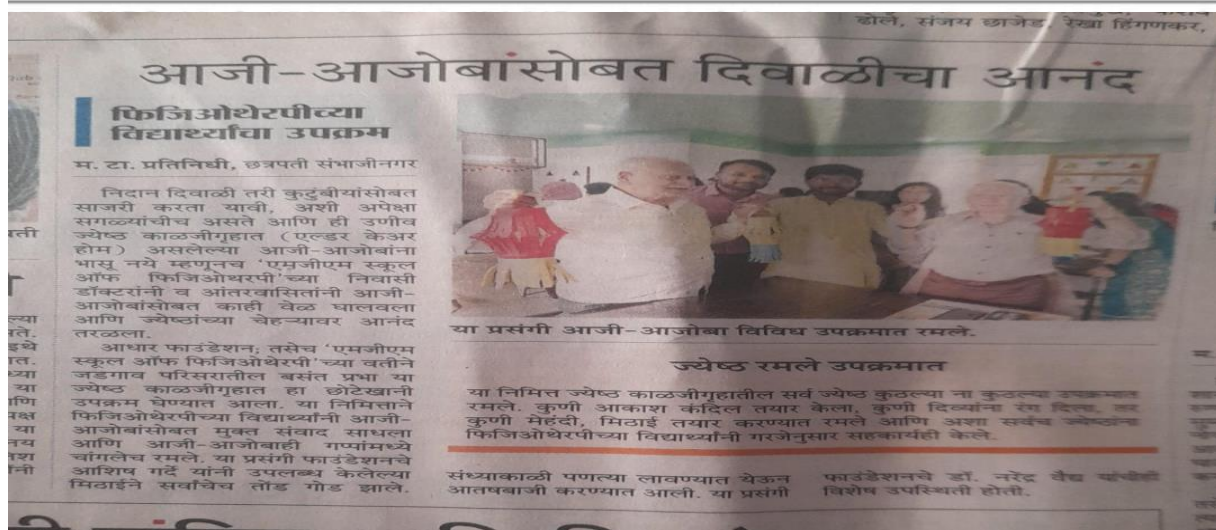 ढोले, संजय छाजेड, रेखा हिंगणकर,
आजी-आजोबांसोबत दिवाळीचा आनंद
फिजिओथेरपीच्या
विद्यार्थ्यांचा उपक्रम
म. टा. प्रतिनिधी, छत्रपती संभाजीनगर
निदान दिवाळी तरी कुटुंबीयांसोबत
साजरी करता यावी, अशी अपेक्षा
सगळ्यांचीच असते आणि ही उणीव
ज्येष्ठ काळजीगृहात (एल्डर केअर
होम) असलेल्या आजी आजोबांना
भासू नये म्हणूनच 'एमजीएम स्कूल
ऑफ फिजिओथेरपी'च्या निवासी
डॉक्टरांनी व आंतरवासितांनी आजी-
आजोबांसोबत काही वेळ घालवला
आणि ज्येष्ठांच्या चेहऱ्यावर आनंद
तरळला.
आधार फाउंडेशन; तसेच 'एमजीएम
स्कूल ऑफ फिजिओथेरपी'च्या वतीने
जडगाव परिसरातील बसंत प्रभा या
ज्येष्ठ काळजीगृहात हा छोटेखानी
उपक्रम घेण्यात आला. या निमित्ताने
फिजिओथेरपीच्या विद्यार्थ्यांनी आजी-
आजोबांसोबत मुक्त संवाद साधला
आणि आजी-आजोबाही गप्पांमध्ये
चांगलेच रमले. या प्रसंगी फाउंडेशनचे
आशिष गर्दे यांनी उपलब्ध केलेल्या
मिठाईने सर्वांचेच तोंड गोड झाले.
या प्रसंगी आजी-आजोबा विविध उपक्रमात रमले.
ज्येष्ठ रमले उपक्रमात
या निमित्त ज्येष्ठ काळजीगृहातील सर्व ज्येष्ठ कुठल्या ना कुठल्या उपक्रमात
रमले. कुणी आकाश कंदिल तयार केला, कुणी दिव्यांना रंग दिला, तर
कुणी मेहंदी, मिठाई तयार करण्यात रमले आणि अशा सर्वच ज्येष्ठांना
फिजिओथेरपीच्या विद्यार्थ्यांनी गरजेनुसार सहकार्यही केले.
संध्याकाळी पणत्या लावण्यात येऊन
आतषबाजी करण्यात आली. या प्रसंगी
फाउंडेशनचे डॉ. नरेंद्र वैद्य यांचीही
विशेष उपस्थिती होती.